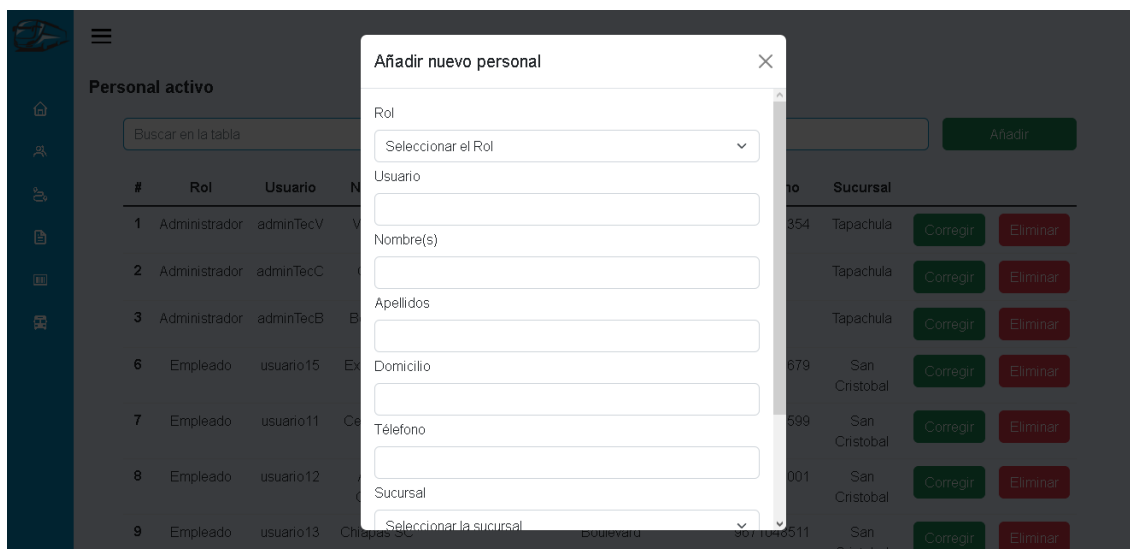 Añadir nuevo personal
Personal activo
Rol
Buscar en la tabla
Añadir
Seleccionar el Rol
Usuario
# Rol Usuario Sucursal
1 Administrador adminTecV 354 Tapachula Corregir Eliminar
Nombre(s)
2 Administrador adminTecC Tapachula Corregir Eliminar
Apellidos
3 Administrador adminTecB Tapachula Corregir Eliminar
6 Empleado usuario15 679 San Cristobal Corregir Eliminar
Domicilio
7 Empleado usuario11 599 San Cristobal Corregir Eliminar
Télefono
8 Empleado usuario12 001 San Cristobal Corregir Eliminar
Sucursal
Seleccionar la sucursal
9 Empleado usuario13 Chiapas SC Boulevard 9671048511 San Corregir Eliminar